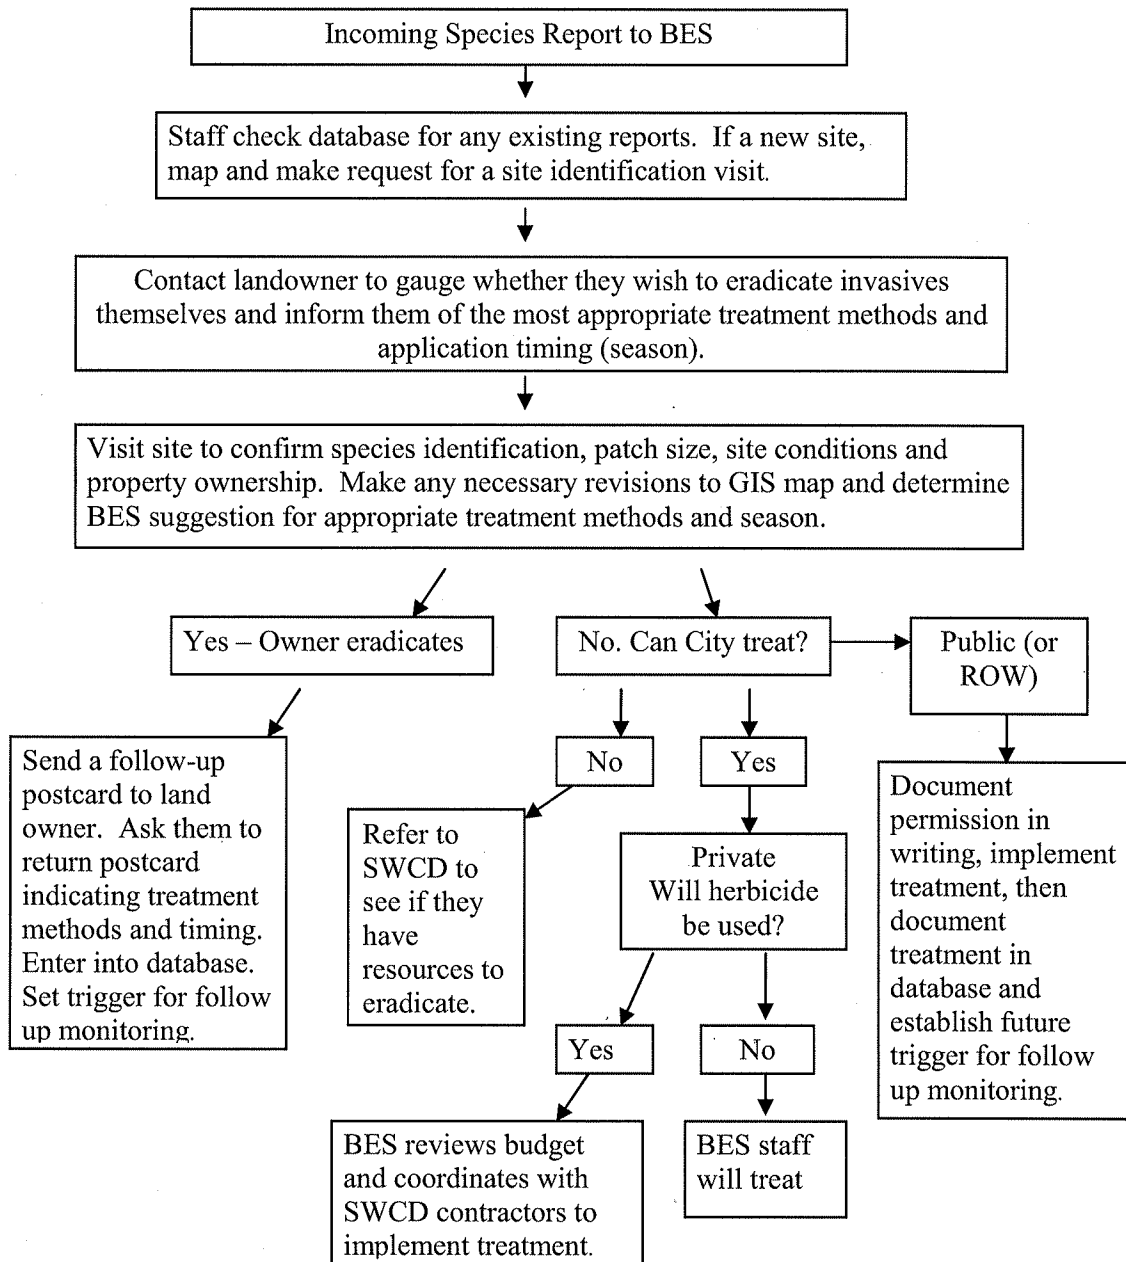 Incoming Species Report to BES
Staff check database for any existing reports. If a new site,
map and make request for a site identification visit.
Contact landowner to gauge whether they wish to eradicate invasives
themselves and inform them of the most appropriate treatment methods and
application timing (season).
Visit site to confirm species identification, patch size, site conditions and
property ownership. Make any necessary revisions to GIS map and determine
BES suggestion for appropriate treatment methods and season.
Yes – Owner eradicates
No. Can City treat?
Public (or
ROW)
Send a follow-up
postcard to land
owner. Ask them to
return postcard
indicating treatment
methods and timing.
Enter into database.
Set trigger for follow
up monitoring.
No
Yes
Refer to
SWCD to
see if they
have
resources to
eradicate.
Private
Will herbicide
be used?
Document
permission in
writing, implement
treatment, then
document
treatment in
database and
establish future
trigger for follow
up monitoring.
Yes
No
BES reviews budget
and coordinates with
SWCD contractors to
implement treatment.
BES staff
will treat